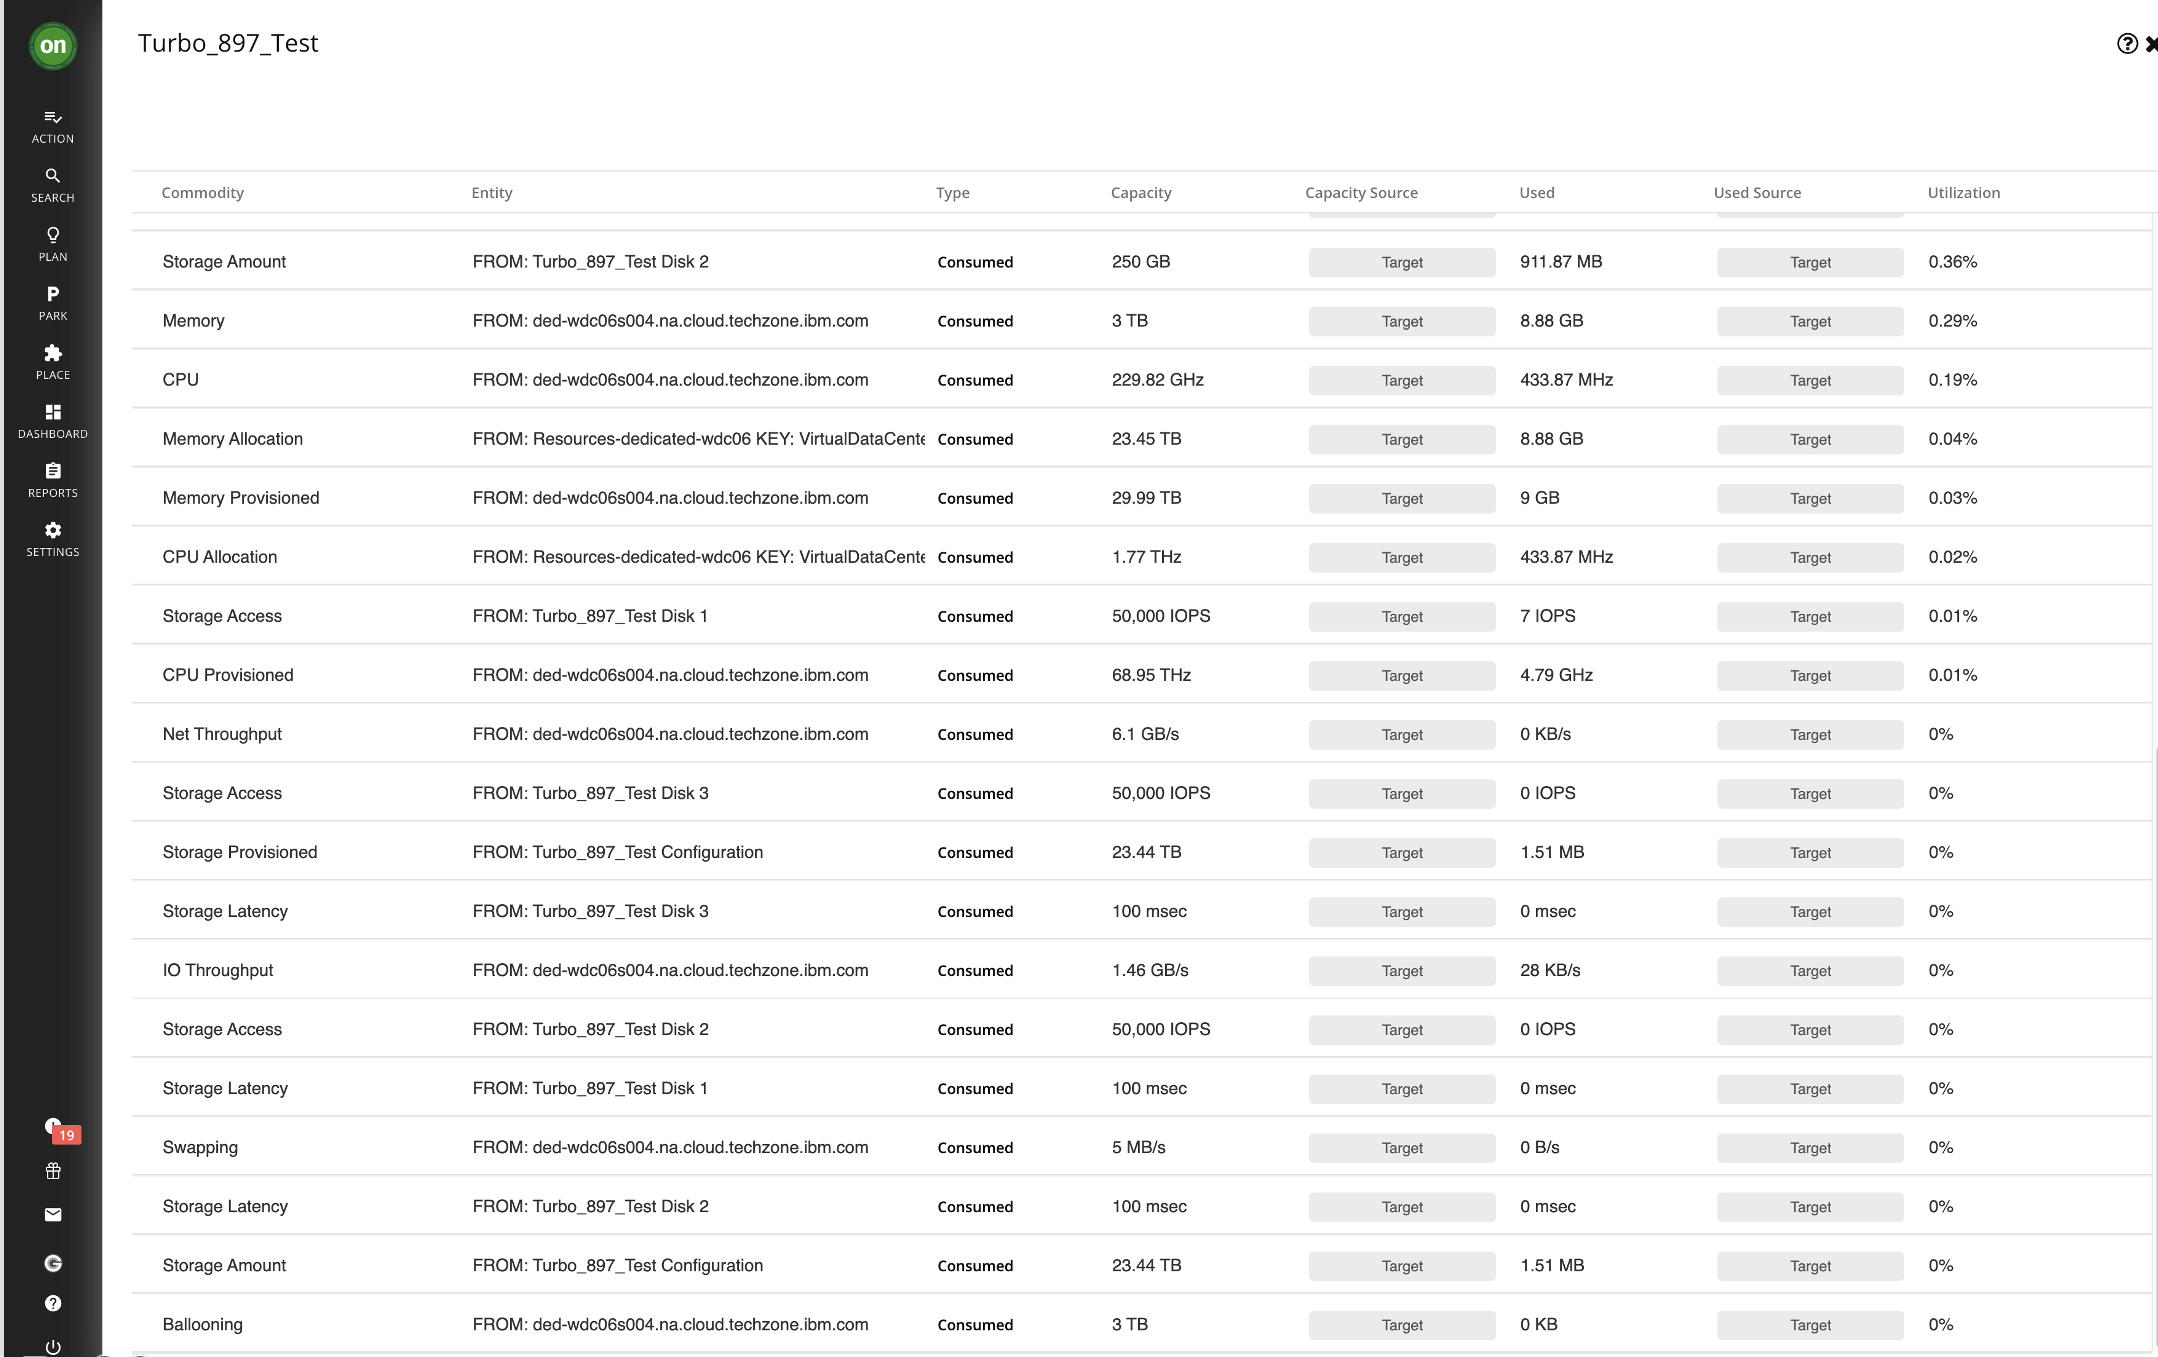 on
Turbo_897_Test
ACTION
SEARCH
PLAN
P
PARK
PLACE
DASHBOARD
REPORTS
SETTINGS
19
Commodity Entity Type Capacity Capacity Source Used Used Source Utilization
Storage Amount FROM: Turbo_897_Test Disk 2 Consumed 250 GB Target 911.87 MB Target 0.36%
Memory FROM: ded-wdc06s004.na.cloud.techzone.ibm.com Consumed 3 TB Target 8.88 GB Target 0.29%
CPU FROM: ded-wdc06s004.na.cloud.techzone.ibm.com Consumed 229.82 GHz Target 433.87 MHz Target 0.19%
Memory Allocation FROM: Resources-dedicated-wdc06 KEY: VirtualDataCente Consumed 23.45 TB Target 8.88 GB Target 0.04%
Memory Provisioned FROM: ded-wdc06s004.na.cloud.techzone.ibm.com Consumed 29.99 TB Target 9 GB Target 0.03%
CPU Allocation FROM: Resources-dedicated-wdc06 KEY: VirtualDataCente Consumed 1.77 THz Target 433.87 MHz Target 0.02%
Storage Access FROM: Turbo_897_Test Disk 1 Consumed 50,000 IOPS Target 7 IOPS Target 0.01%
CPU Provisioned FROM: ded-wdc06s004.na.cloud.techzone.ibm.com Consumed 68.95 THz Target 4.79 GHz Target 0.01%
Net Throughput FROM: ded-wdc06s004.na.cloud.techzone.ibm.com Consumed 6.1 GB/s Target 0 KB/s Target 0%
Storage Access FROM: Turbo_897_Test Disk 3 Consumed 50,000 IOPS Target 0 IOPS Target 0%
Storage Provisioned FROM: Turbo_897_Test Configuration Consumed 23.44 TB Target 1.51 MB Target 0%
Storage Latency FROM: Turbo_897_Test Disk 3 Consumed 100 msec Target 0 msec Target 0%
IO Throughput FROM: ded-wdc06s004.na.cloud.techzone.ibm.com Consumed 1.46 GB/s Target 28 KB/s Target 0%
Storage Access FROM: Turbo_897_Test Disk 2 Consumed 50,000 IOPS Target 0 IOPS Target 0%
Storage Latency FROM: Turbo_897_Test Disk 1 Consumed 100 msec Target 0 msec Target 0%
Swapping FROM: ded-wdc06s004.na.cloud.techzone.ibm.com Consumed 5 MB/s Target 0 B/s Target 0%
Storage Latency FROM: Turbo_897_Test Disk 2 Consumed 100 msec Target 0 msec Target 0%
Storage Amount FROM: Turbo_897_Test Configuration Consumed 23.44 TB Target 1.51 MB Target 0%
Ballooning FROM: ded-wdc06s004.na.cloud.techzone.ibm.com Consumed 3 TB Target 0 KB Target 0%